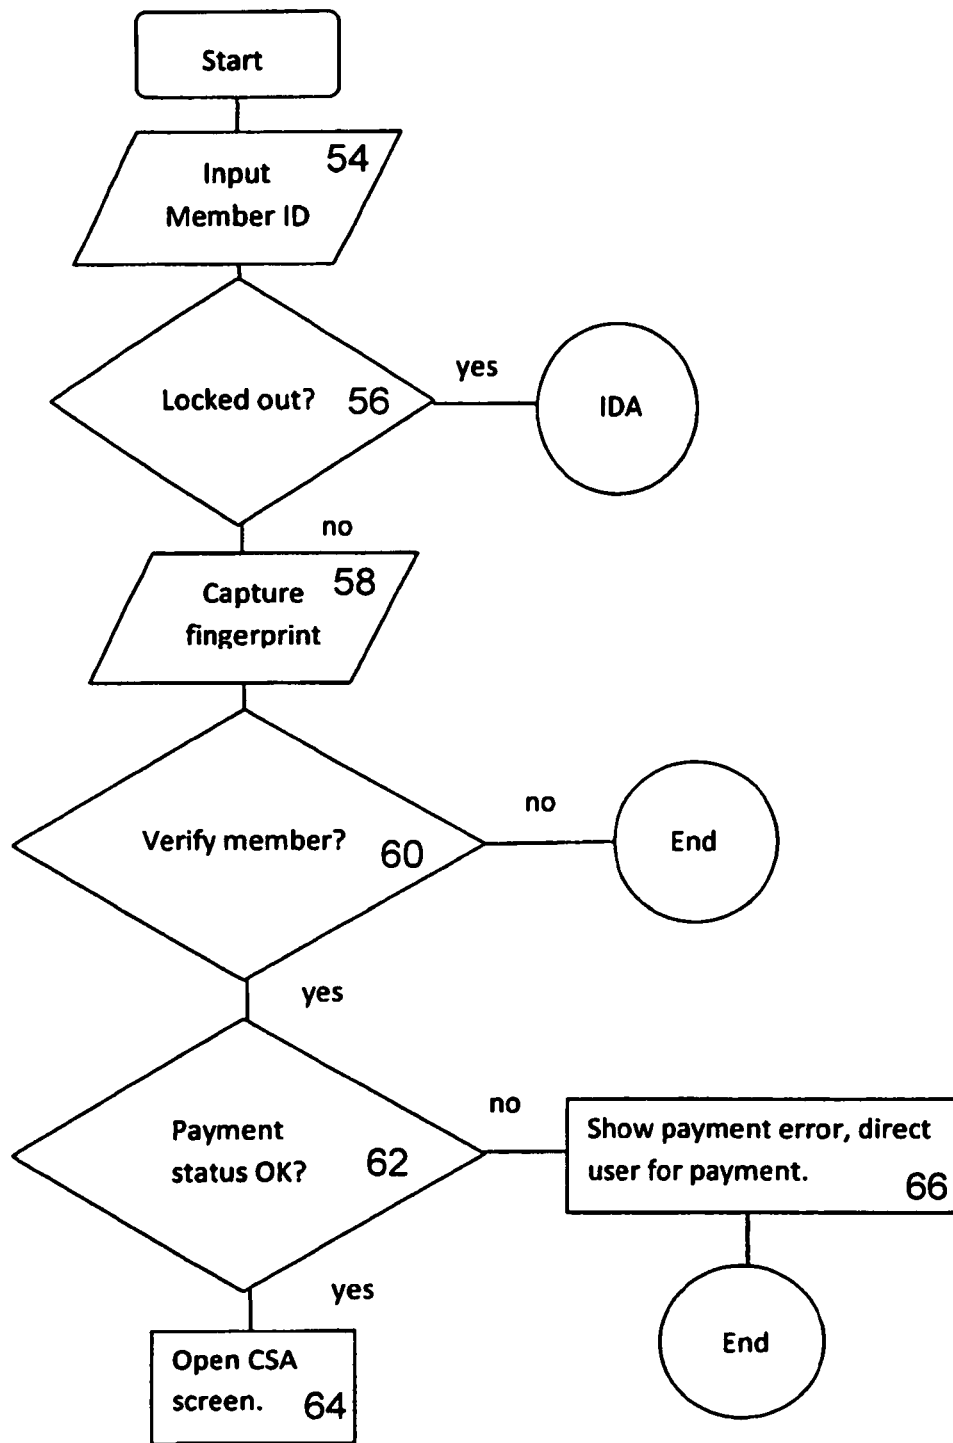 Start
54
Input
Member ID
yes
Locked out? 56
IDA
no
58
Capture
fingerprint
no
Verify member? 60
End
yes
no
Payment
status OK? 62
Show payment error, direct
user for payment.
66
yes
End
Open CSA
screen. 64